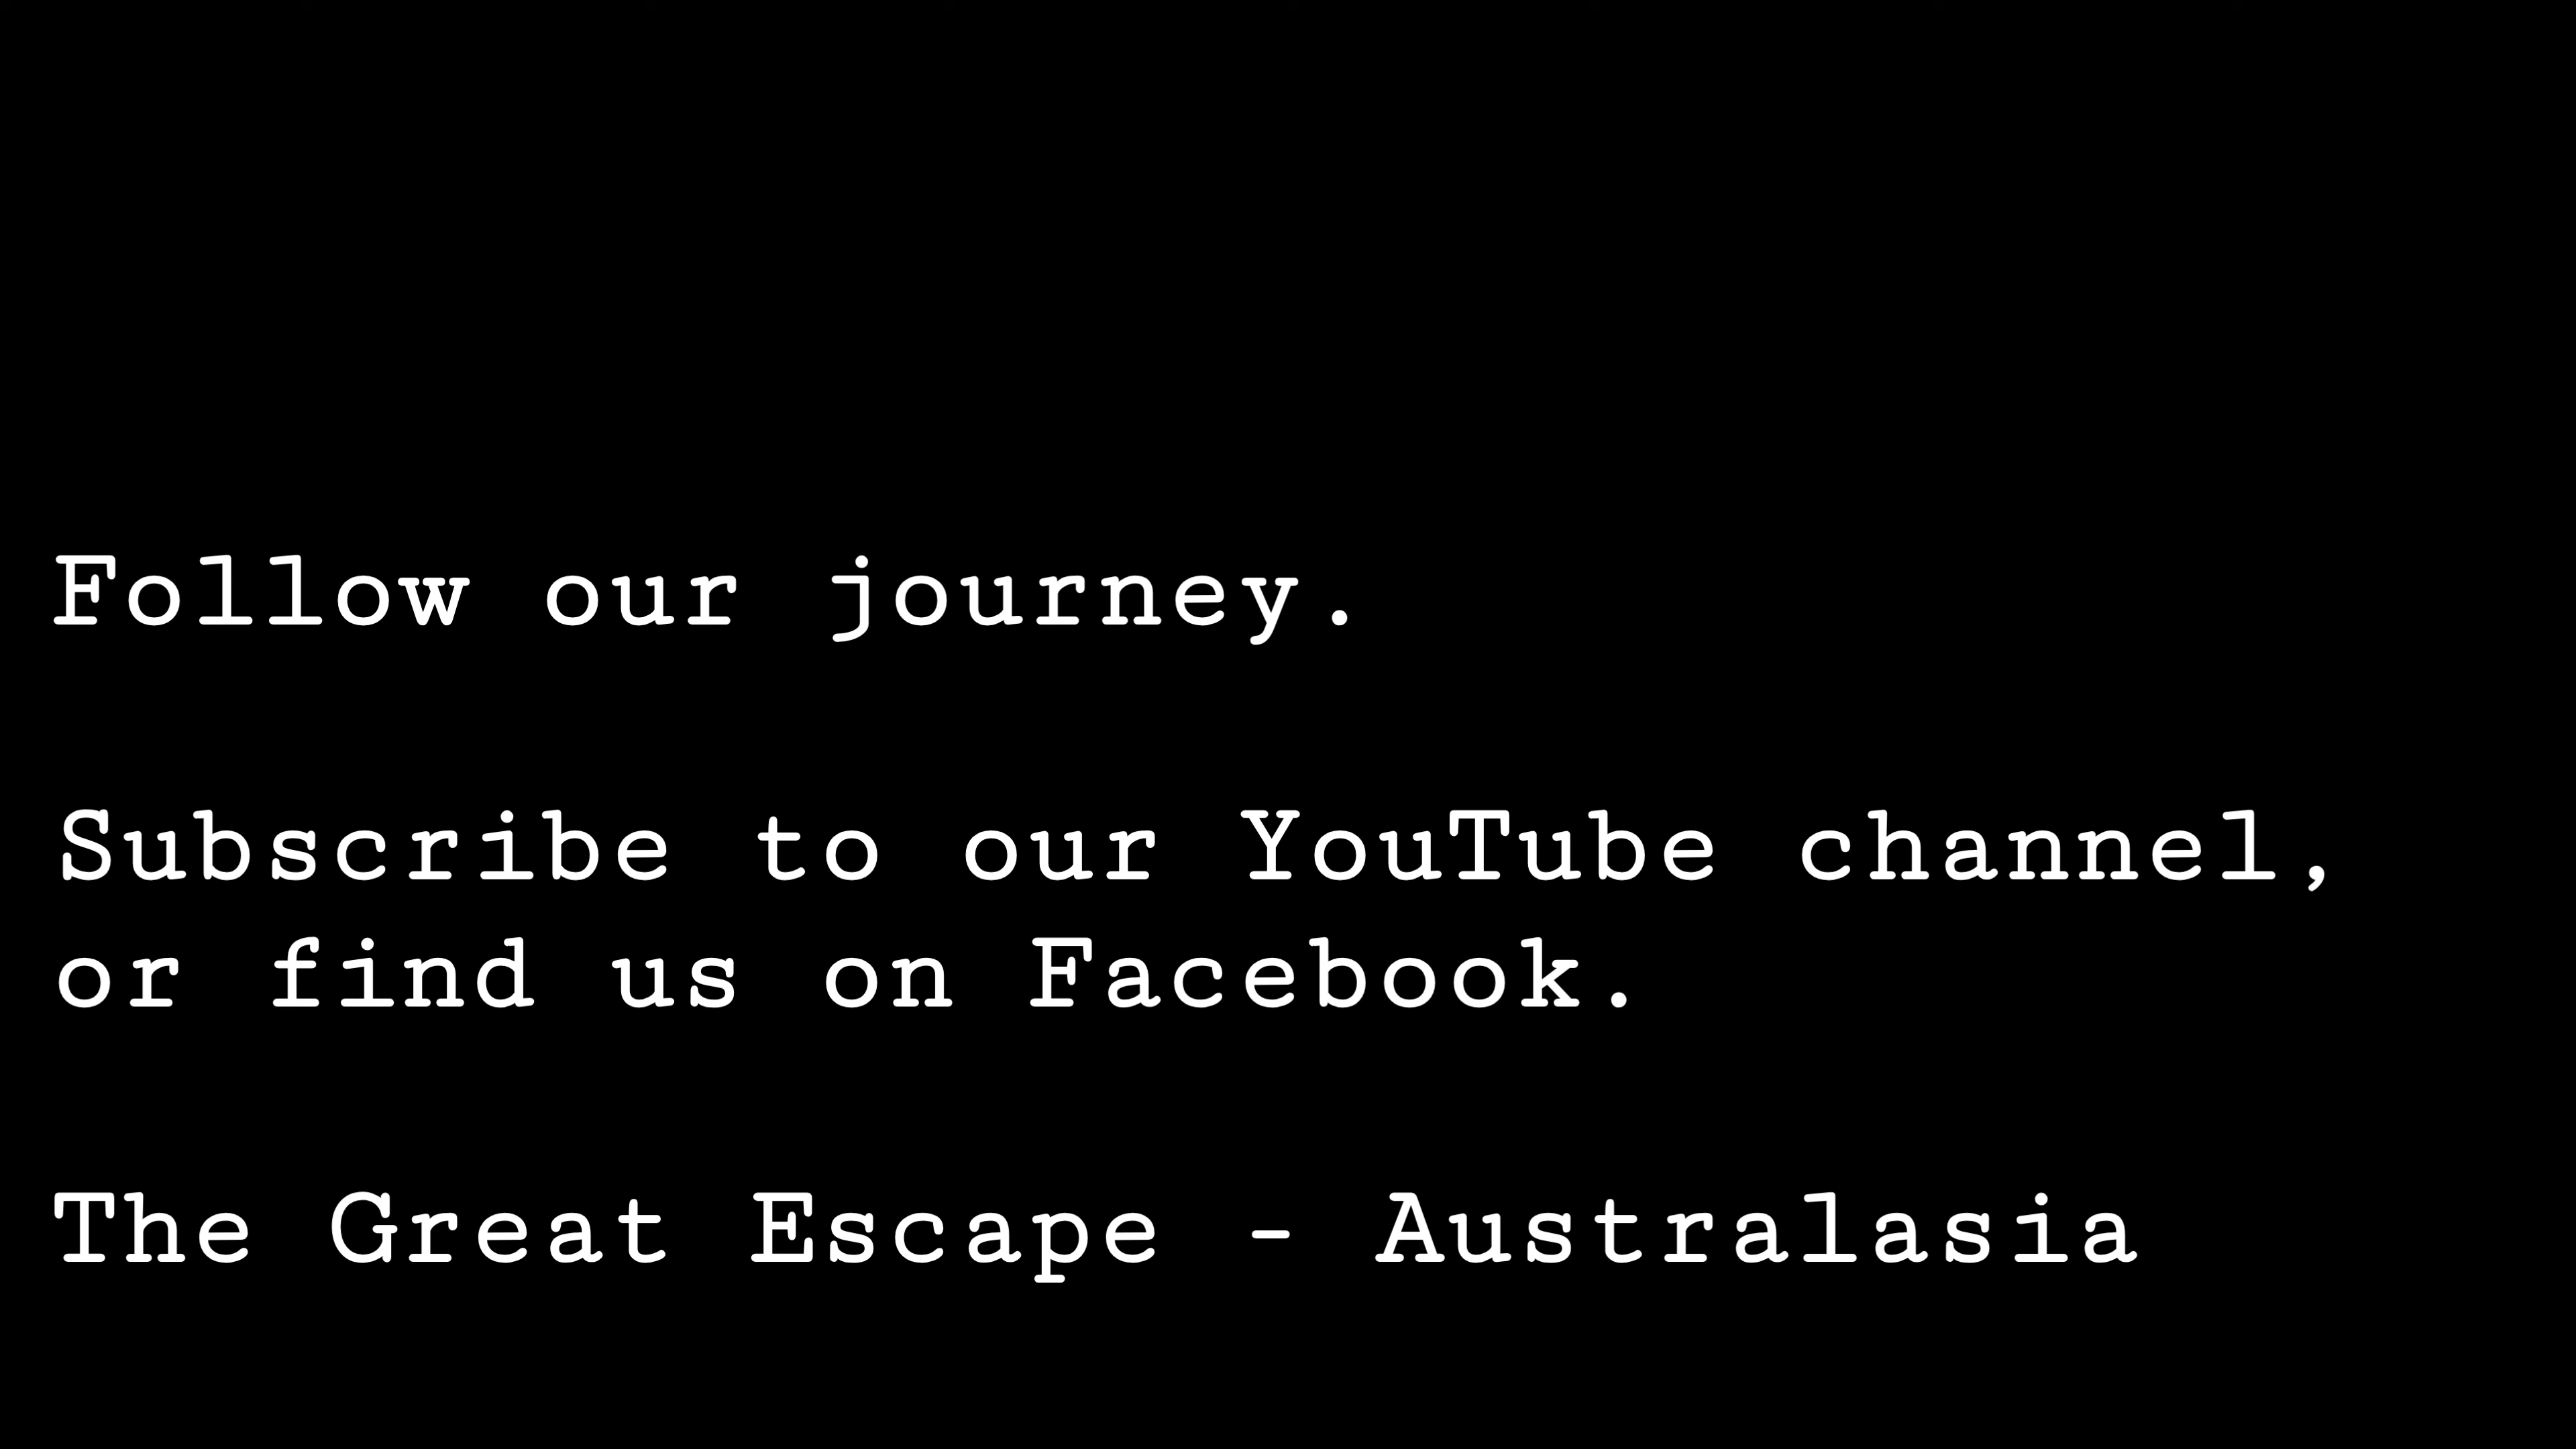 Follow our journey.
Subscribe to our YouTube channel,
or find us on Facebook.
The Great Escape - Australasia